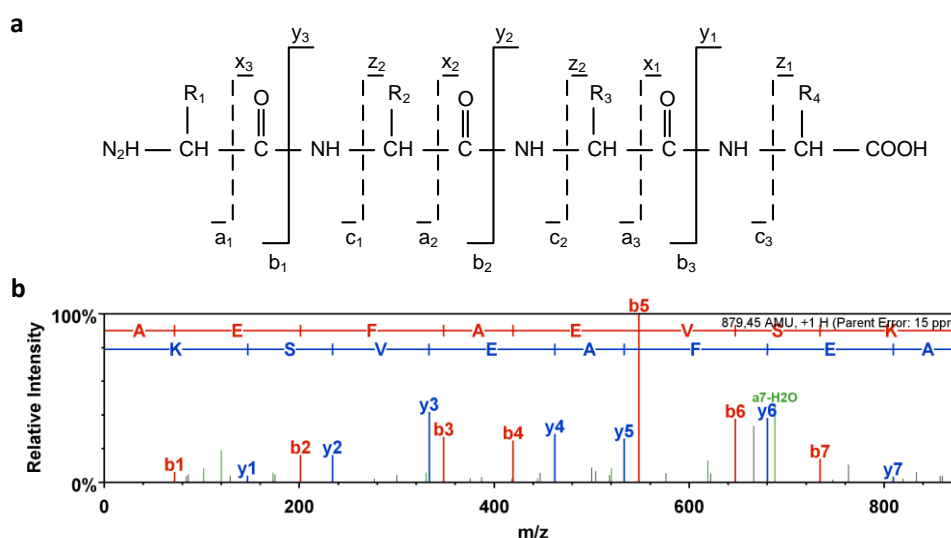 a
y3 y2 y1
x3 z2 x2 z2 x1 z1
R1 O R2 O R3 O R4
N2H CH C NH CH C NH CH C NH CH COOH
a1 c1 a2 c2 a3 c3
b1 b2 b3
b
b5
100%
879,45 AMU, +1 H (Parent Error: 15 ppm
A E F A E V S K
K S V E A F E A
Relative Intensity
a7-H2O
y3 y6
b6
b3 b4 y4 y5
b2 y2
b1 y1 b7 y7
0%
0 200 400 600 800
m/z